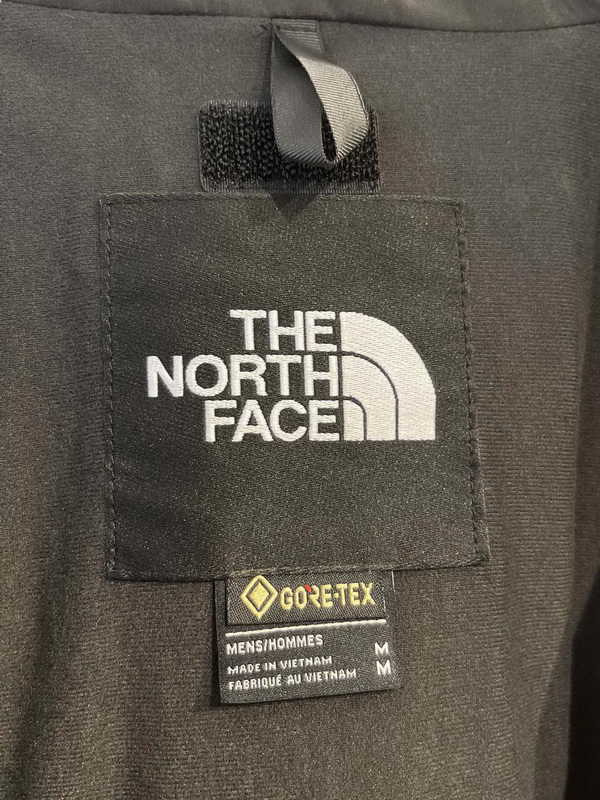 THE
NORTH
FACE
GORE-TEX
MENS/HOMMES M
MADE IN VIETNAM M
FABRIQUÉ AU VIETNAM